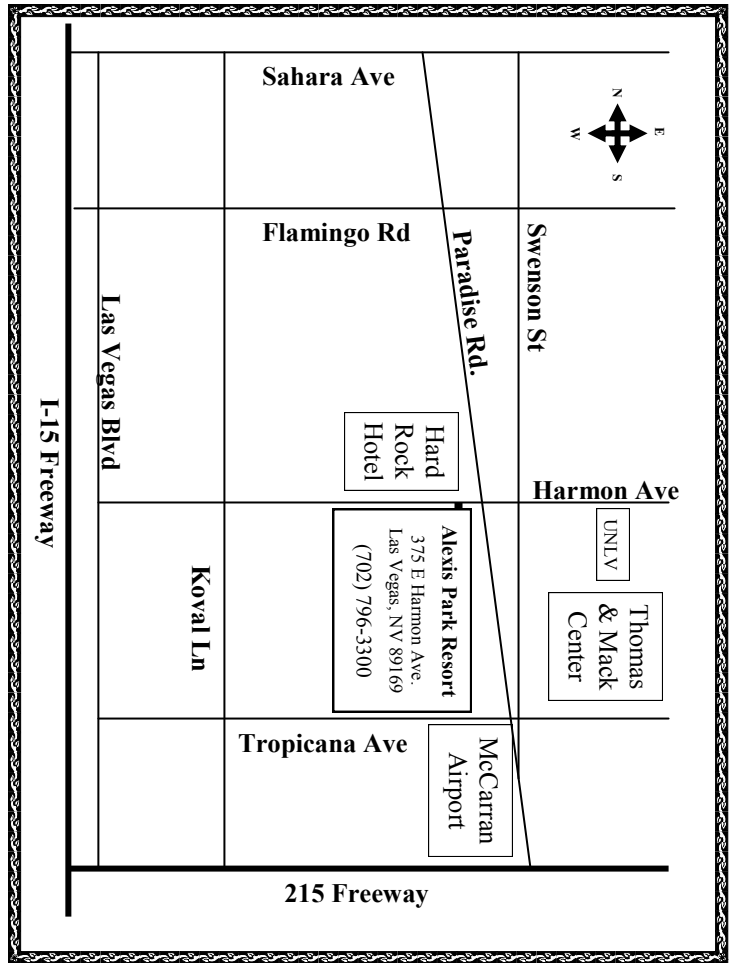 Sahara Ave
N
E
W
S
Flamingo Rd
Paradise Rd.
Swenson St
Las Vegas Blvd
I-15 Freeway
Hard
Rock
Hotel
Harmon Ave
UNLV
Thomas
& Mack
Center
Alexis Park Resort
375 E Harmon Ave.
Las Vegas, NV 89169
(702) 796-3300
Koval Ln
Tropicana Ave
McCarran
Airport
215 Freeway